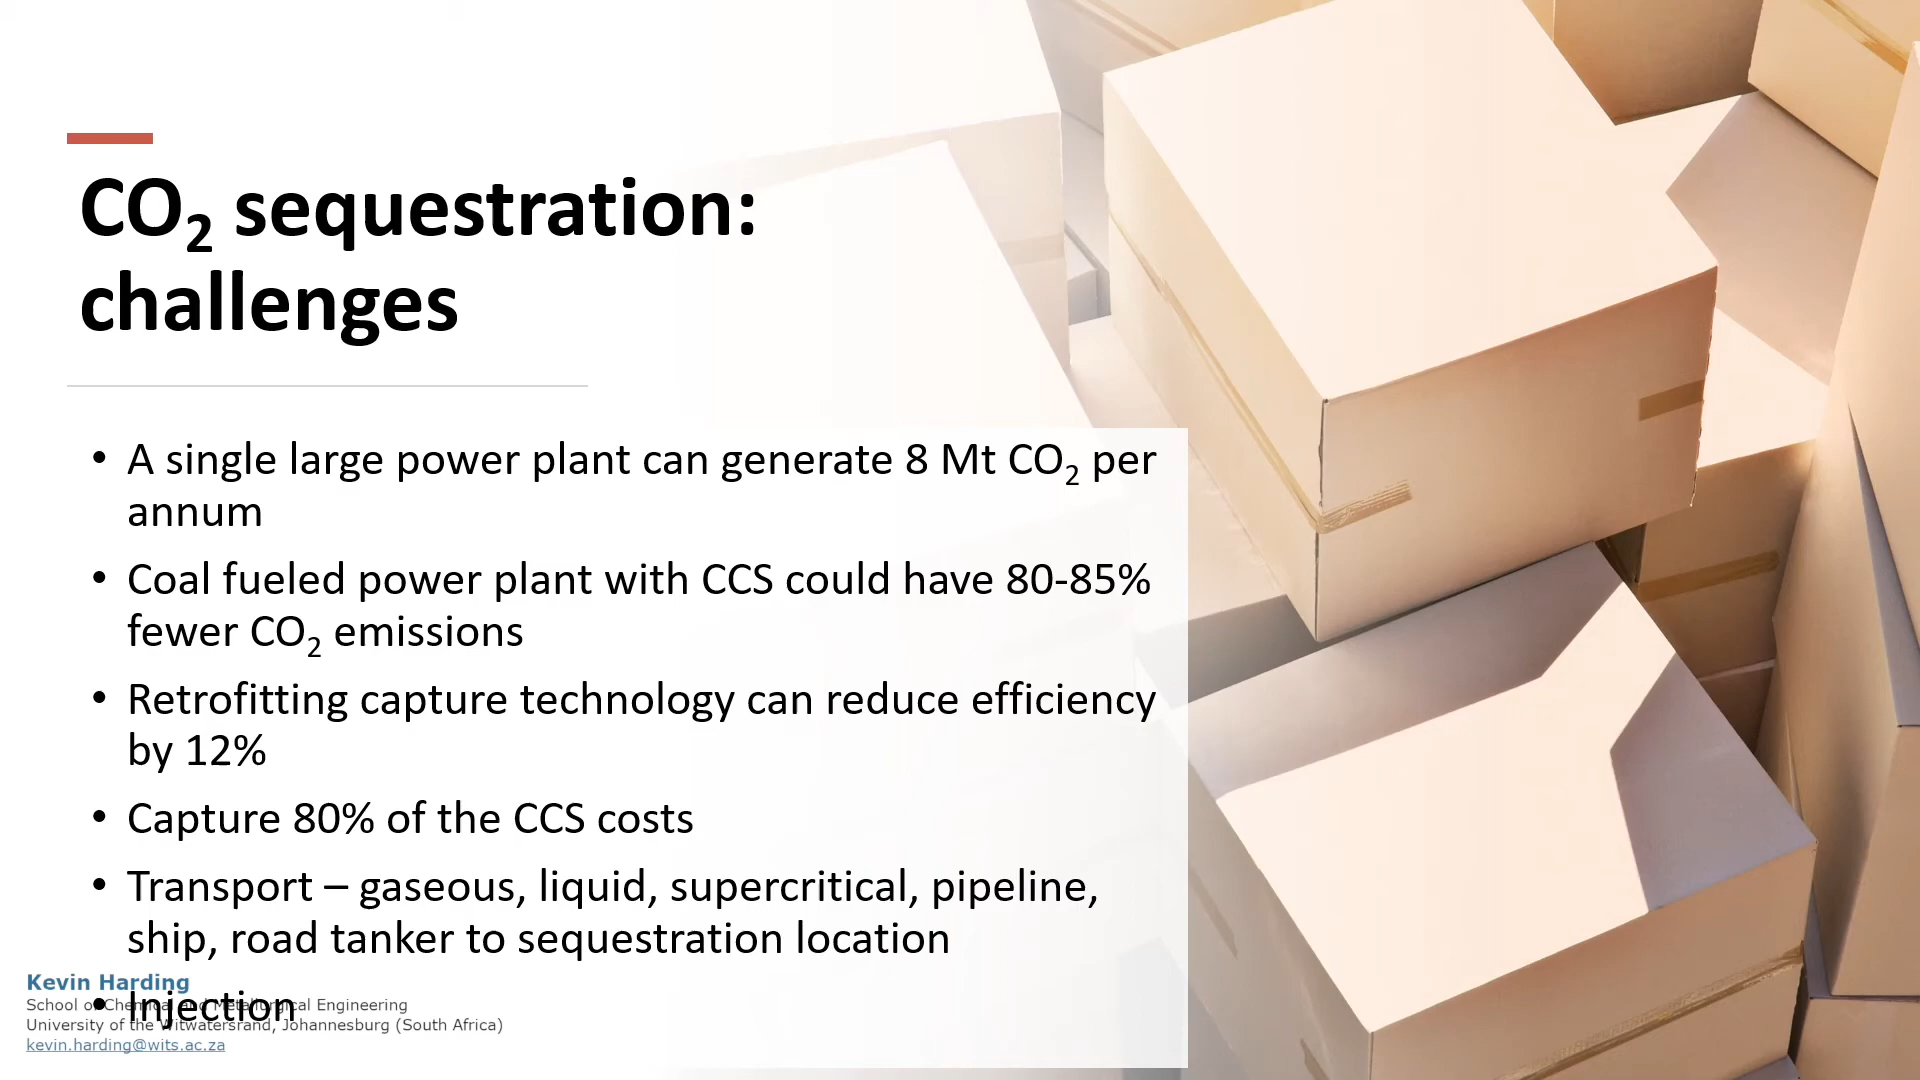 CO₂ sequestration:
challenges
• A single large power plant can generate 8 Mt CO₂ per
annum
• Coal fueled power plant with CCS could have 80-85%
fewer CO₂ emissions
• Retrofitting capture technology can reduce efficiency
by 12%
• Capture 80% of the CCS costs
• Transport – gaseous, liquid, supercritical, pipeline,
ship, road tanker to sequestration location
• Injection
Kevin Harding
School of Chemical and Metallurgical Engineering
University of the Witwatersrand, Johannesburg (South Africa)
kevin.harding@wits.ac.za